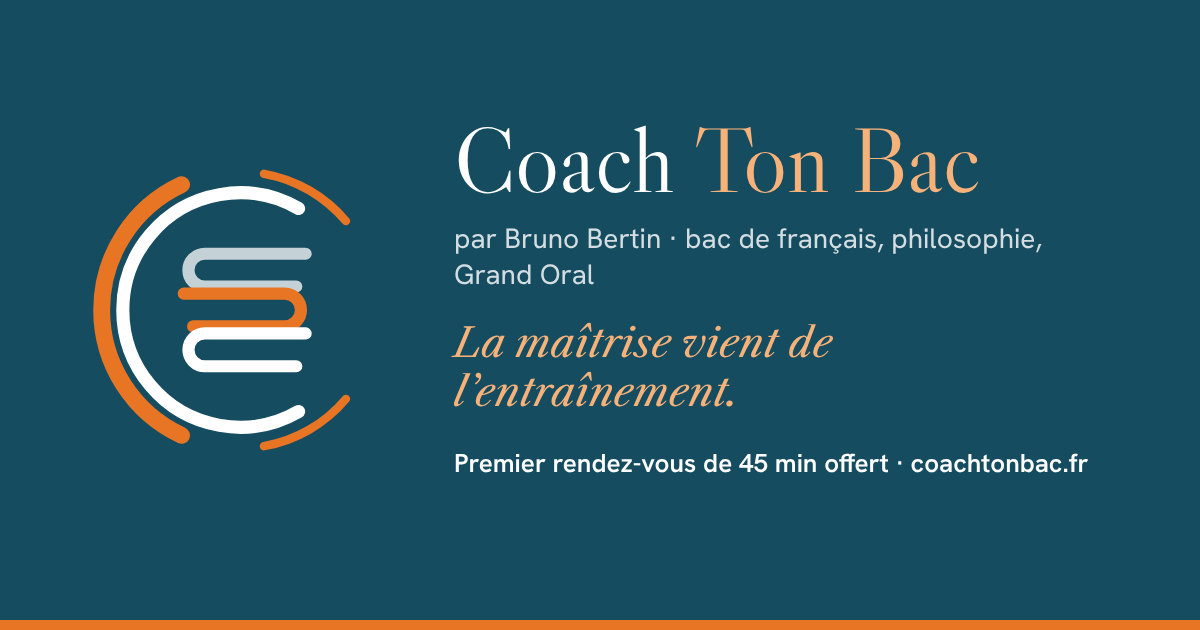 Coach Ton Bac
par Bruno Bertin · bac de français, philosophie,
Grand Oral
La maîtrise vient de
l’entraînement.
Premier rendez-vous de 45 min offert · coachtonbac.fr